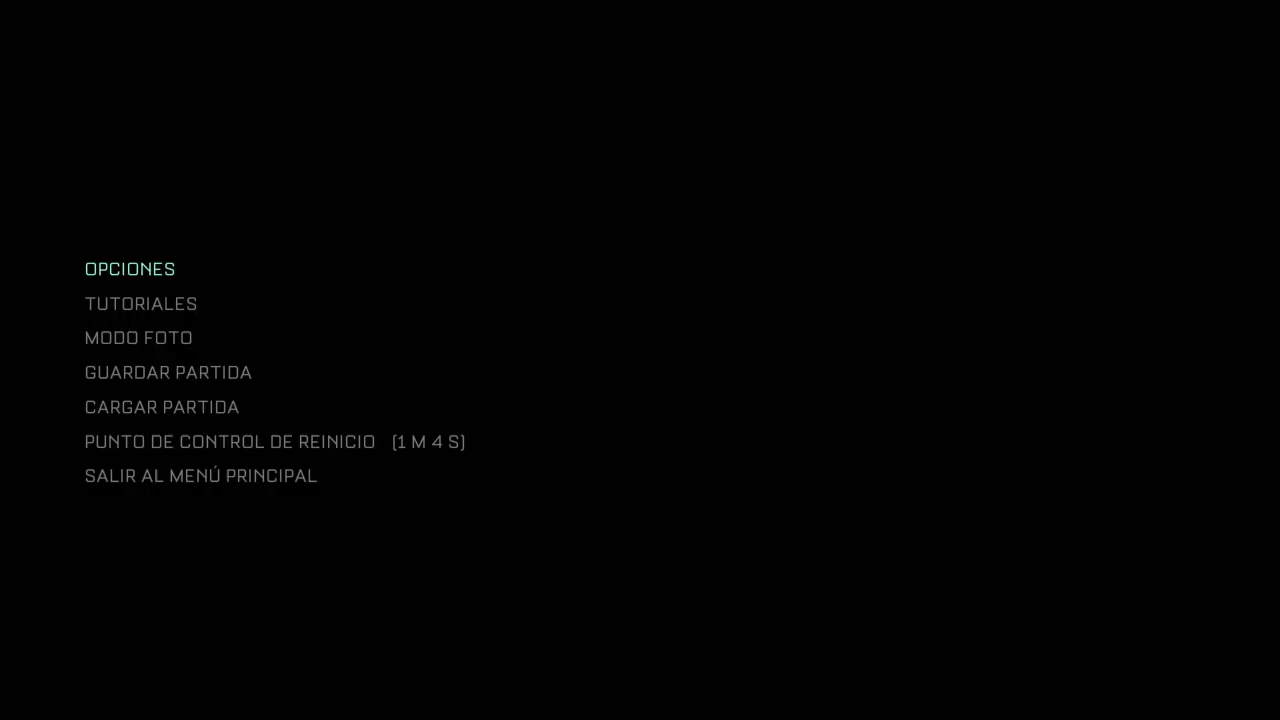 OPCIONES
TUTORIALES
MODO FOTO
GUARDAR PARTIDA
CARGAR PARTIDA
PUNTO DE CONTROL DE REINICIO (1 M 4 S)
SALIR AL MENÚ PRINCIPAL